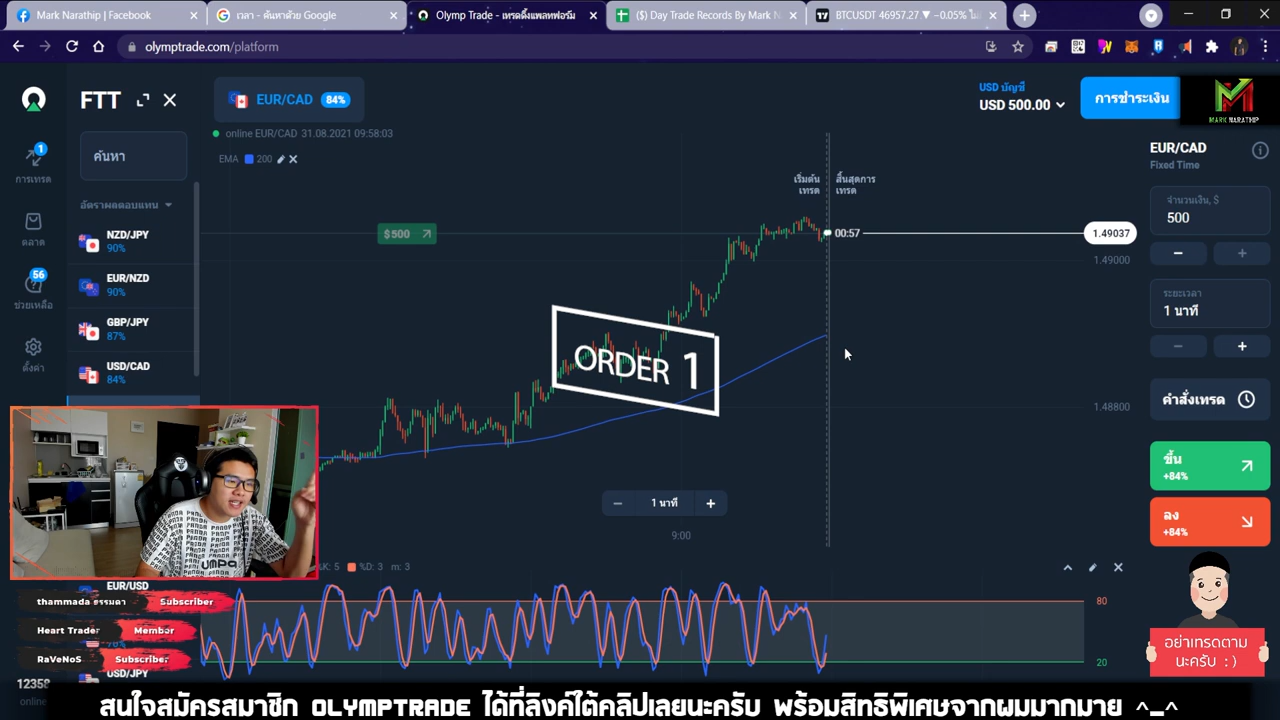 Mark Narathip | Facebook
เวลา - ค้นหาด้วย Google
Olymp Trade - เทรดดิ้งแพลทฟอร์ม
($) Day Trade Records By Mark N
BTCUSDT 46957.27 ▼ −0.05% ไม่
olymptrade.com/platform
FTT
EUR/CAD 84%
USD บัญชี
USD 500.00
การชำระเงิน
MARK NARATHIP
online EUR/CAD 31.08.2021 09:58:03
EMA 200
1
การเทรด
ตลาด
56
ช่วยเหลือ
ตั้งค่า
ค้นหา
อัตราผลตอบแทน
NZD/JPY
90%
EUR/NZD
90%
GBP/JPY
87%
USD/CAD
84%
เริ่มต้น
เทรด
สิ้นสุดการ
เทรด
$500
00:57
1.49037
1.49000
1.48800
ORDER 1
1 นาที
9:00
EUR/CAD
Fixed Time
จำนวนเงิน, $
500
ระยะเวลา
1 นาที
คำสั่งเทรด
ขึ้น
+84%
ลง
+84%
%K: 5 %D: 3 m: 3
80
20
EUR/USD
thammada ธรรมดา Subscriber
Heart Trader Member
RaVeNoS Subscriber
USD/JPY
12358
online
อย่าเทรดตาม
นะครับ : )
สนใจสมัครสมาชิก OLYMPTRADE ได้ที่ลิงค์ใต้คลิปเลยนะครับ พร้อมสิทธิพิเศษจากผมมากมาย ^_^